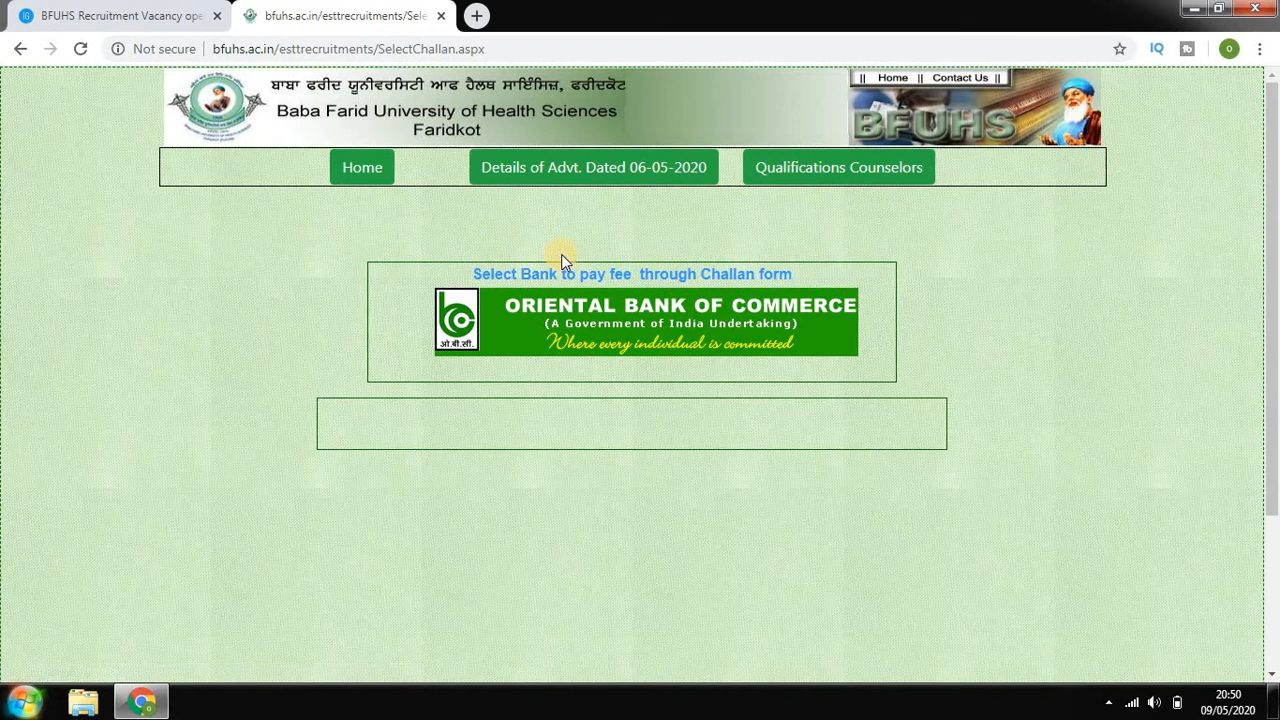 BFUHS Recruitment Vacancy ope
bfuhs.ac.in/esttrecruitments/Sele
Not secure
bfuhs.ac.in/esttrecruitments/SelectChallan.aspx
ਬਾਬਾ ਫਰੀਦ ਯੂਨੀਵਰਸਿਟੀ ਆਫ ਹੈਲਥ ਸਾਇੰਸਿਜ਼, ਫਰੀਦਕੋਟ
Baba Farid University of Health Sciences
Faridkot
|| Home || Contact Us ||
BFUHS
Home
Details of Advt. Dated 06-05-2020
Qualifications Counselors
Select Bank to pay fee through Challan form
ओ.बी.सी.
ORIENTAL BANK OF COMMERCE
(A Government of India Undertaking)
Where every individual is committed
20:50
09/05/2020